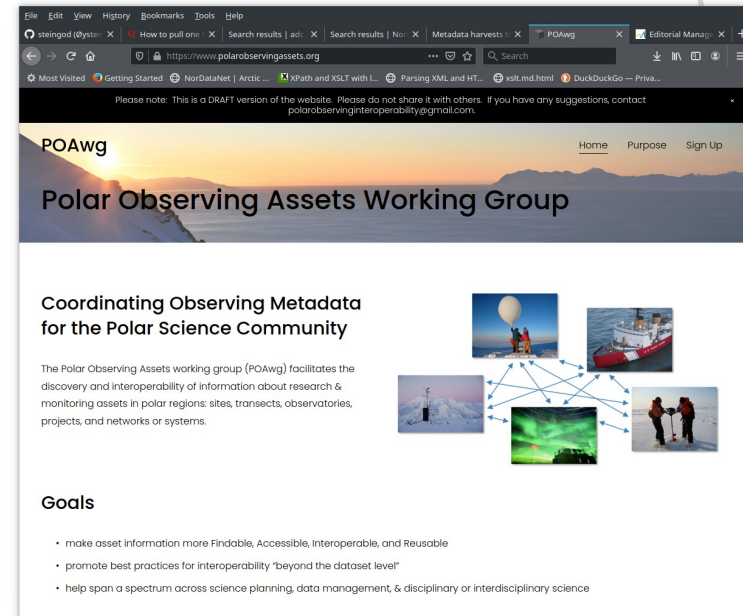 File Edit View History Bookmarks Tools Help
steingod (Øystei
How to pull one f
Search results | adc.
Search results | Nor
Metadata harvests t
POAwg
Editorial Manage
https://www.polarobservingassets.org
Search
Most Visited Getting Started NorDataNet | Arctic ... XPath and XSLT with l... Parsing XML and HT... xslt.md.html DuckDuckGo — Priva...
Please note: This is a DRAFT version of the website. Please do not share it with others. If you have any suggestions, contact
polarobservinginteroperability@gmail.com.
POAwg
Home Purpose Sign Up
Polar Observing Assets Working Group
Coordinating Observing Metadata
for the Polar Science Community
The Polar Observing Assets working group (POAwg) facilitates the
discovery and interoperability of information about research &
monitoring assets in polar regions: sites, transects, observatories,
projects, and networks or systems.
Goals
• make asset information more Findable, Accessible, Interoperable, and Reusable
• promote best practices for interoperability “beyond the dataset level”
• help span a spectrum across science planning, data management, & disciplinary or interdisciplinary science